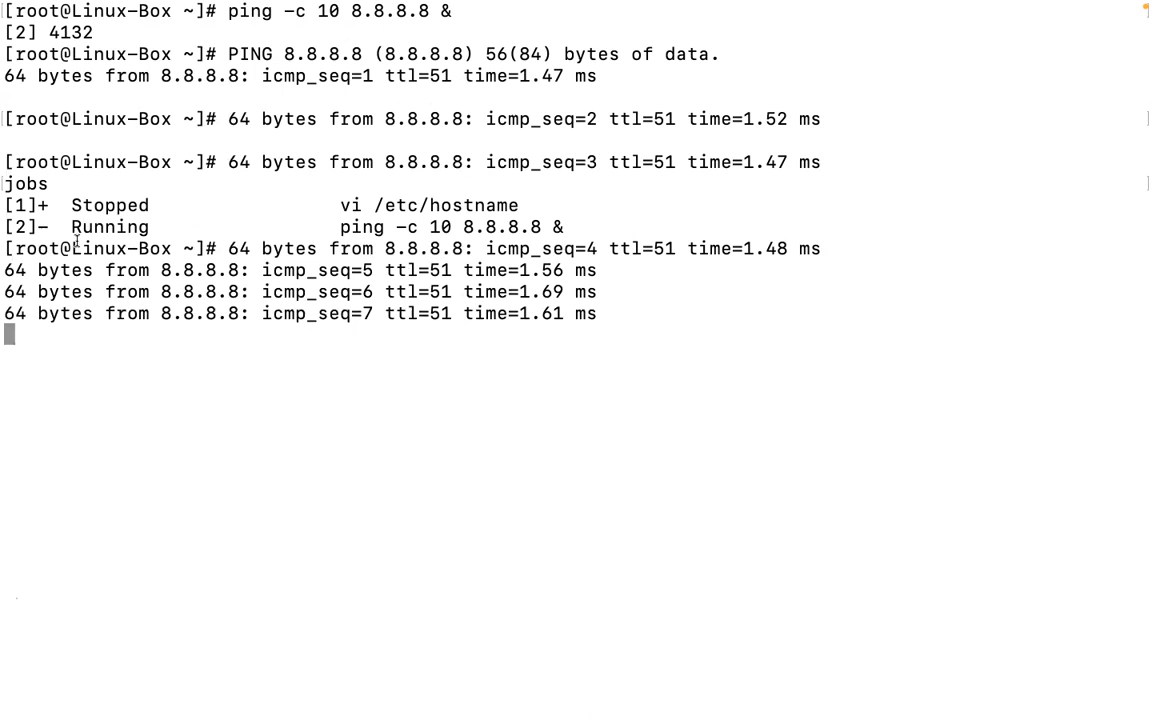 [root@Linux-Box ~]# ping -c 10 8.8.8.8 &
[2] 4132
[root@Linux-Box ~]# PING 8.8.8.8 (8.8.8.8) 56(84) bytes of data.
64 bytes from 8.8.8.8: icmp_seq=1 ttl=51 time=1.47 ms
[root@Linux-Box ~]# 64 bytes from 8.8.8.8: icmp_seq=2 ttl=51 time=1.52 ms
[root@Linux-Box ~]# 64 bytes from 8.8.8.8: icmp_seq=3 ttl=51 time=1.47 ms
jobs
[1]+  Stopped                 vi /etc/hostname
[2]-  Running                 ping -c 10 8.8.8.8 &
[root@Linux-Box ~]# 64 bytes from 8.8.8.8: icmp_seq=4 ttl=51 time=1.48 ms
64 bytes from 8.8.8.8: icmp_seq=5 ttl=51 time=1.56 ms
64 bytes from 8.8.8.8: icmp_seq=6 ttl=51 time=1.69 ms
64 bytes from 8.8.8.8: icmp_seq=7 ttl=51 time=1.61 ms